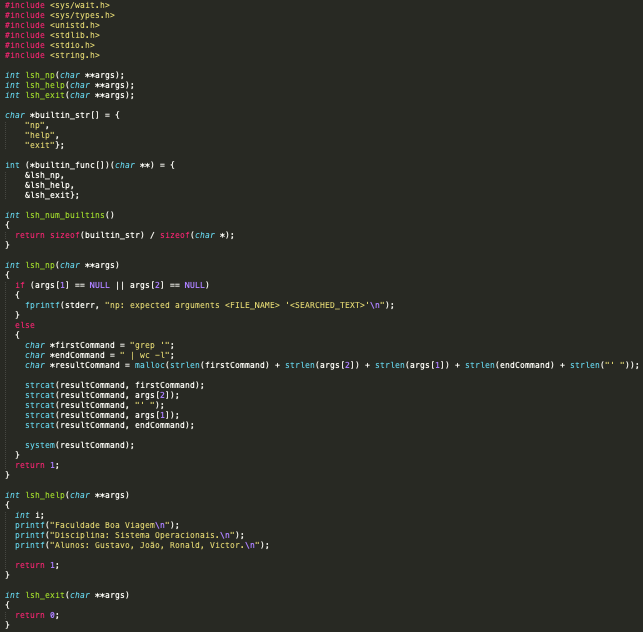 #include <sys/wait.h>
#include <sys/types.h>
#include <unistd.h>
#include <stdlib.h>
#include <stdio.h>
#include <string.h>

int lsh_np(char **args);
int lsh_help(char **args);
int lsh_exit(char **args);

char *builtin_str[] = {
    "np",
    "help",
    "exit"};

int (*builtin_func[])(char **) = {
    &lsh_np,
    &lsh_help,
    &lsh_exit};

int lsh_num_builtins()
{
  return sizeof(builtin_str) / sizeof(char *);
}

int lsh_np(char **args)
{
  if (args[1] == NULL || args[2] == NULL)
  {
    fprintf(stderr, "np: expected arguments <FILE_NAME> '<SEARCHED_TEXT>'\n");
  }
  else
  {
    char *firstCommand = "grep '";
    char *endCommand = " | wc -l";
    char *resultCommand = malloc(strlen(firstCommand) + strlen(args[2]) + strlen(args[1]) + strlen(endCommand) + strlen("' "));

    strcat(resultCommand, firstCommand);
    strcat(resultCommand, args[2]);
    strcat(resultCommand, "' ");
    strcat(resultCommand, args[1]);
    strcat(resultCommand, endCommand);

    system(resultCommand);
  }
  return 1;
}

int lsh_help(char **args)
{
  int i;
  printf("Faculdade Boa Viagem\n");
  printf("Disciplina: Sistema Operacionais.\n");
  printf("Alunos: Gustavo, João, Ronald, Victor.\n");

  return 1;
}

int lsh_exit(char **args)
{
  return 0;
}